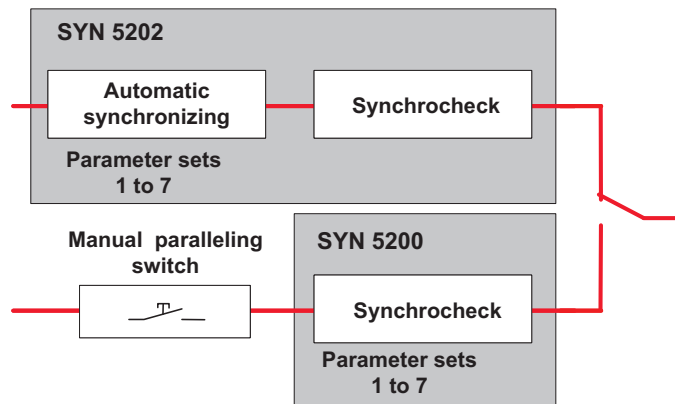 SYN 5202
Automatic
synchronizing
Synchrocheck
Parameter sets
1 to 7
Manual paralleling
switch
SYN 5200
Synchrocheck
Parameter sets
1 to 7